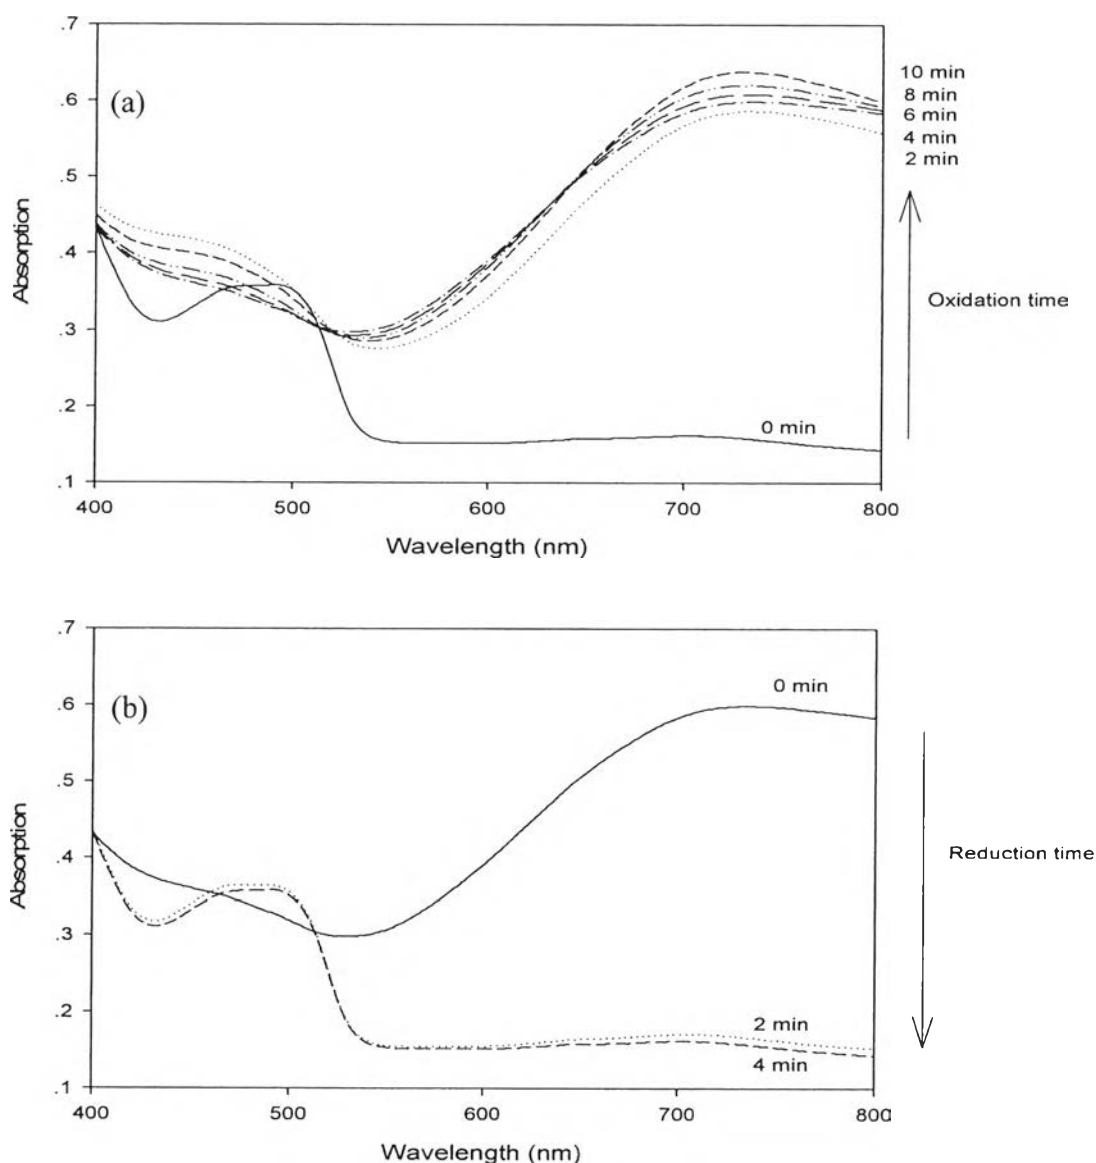 .7
.6
.5
.4
.3
.2
.1
(a)
Absorption
10 min
8 min
6 min
4 min
2 min
Oxidation time
0 min
400 500 600 700 800
Wavelength (nm)
.7
.6
.5
.4
.3
.2
.1
(b)
Absorption
0 min
Reduction time
2 min
4 min
400 500 600 700 800
Wavelength (nm)